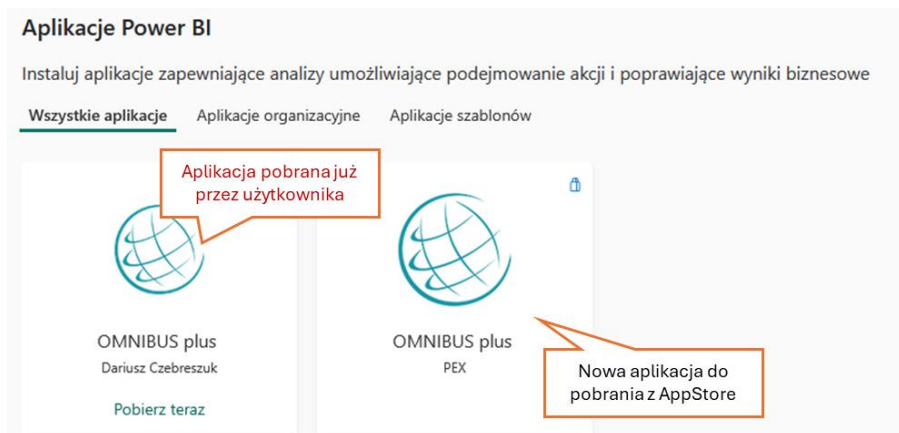 Aplikacje Power BI
Instaluj aplikacje zapewniające analizy umożliwiające podejmowanie akcji i poprawiające wyniki biznesowe
Wszystkie aplikacje Aplikacje organizacyjne Aplikacje szablonów
Aplikacja pobrana już
przez użytkownika
OMNIBUS plus
Dariusz Czebreszuk
Pobierz teraz
OMNIBUS plus
PEX
Nowa aplikacja do
pobrania z AppStore